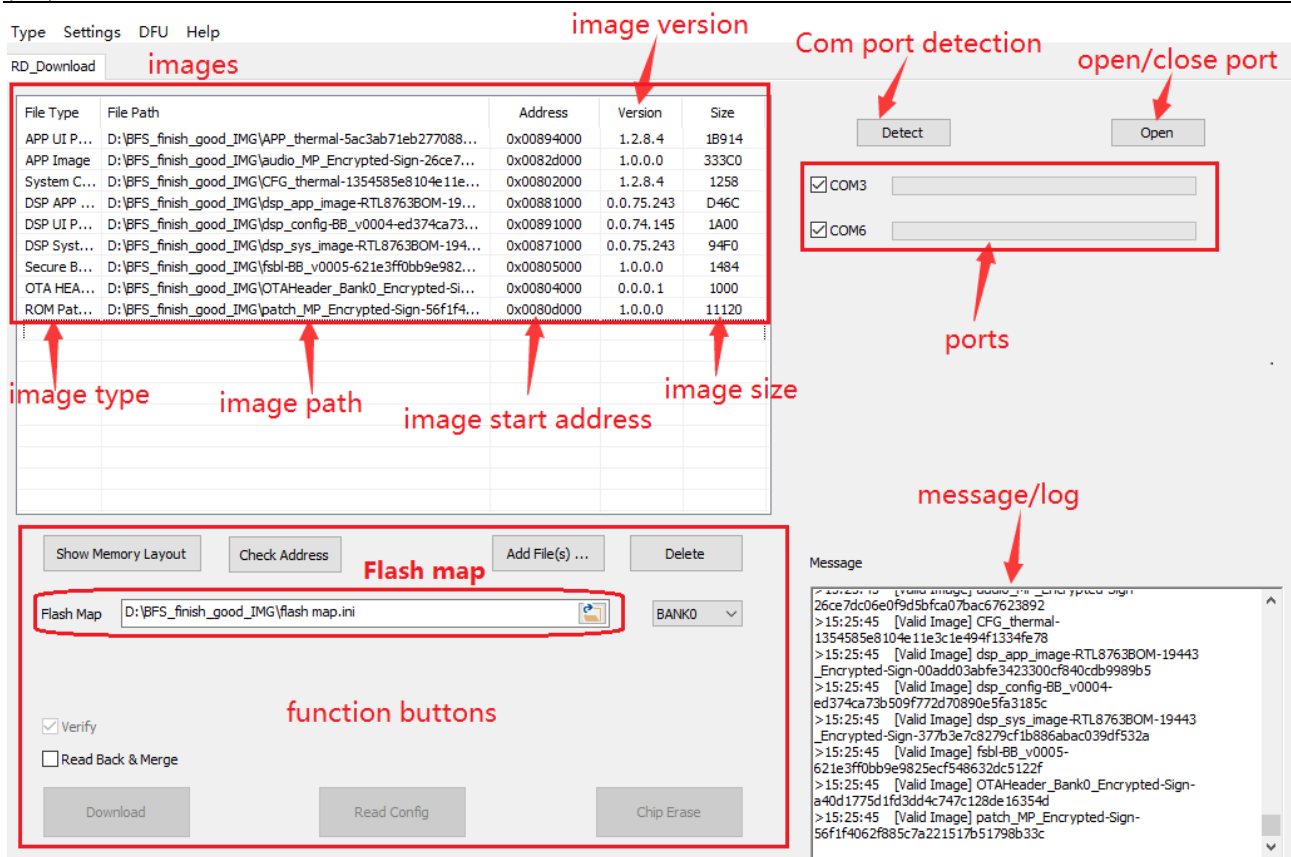 Type Settings DFU Help
image version
Com port detection
open/close port
RD_Download
images
File Type File Path Address Version Size
APP UI P... D:\BFS_finish_good_IMG\APP_thermal-5ac3ab71eb277088... 0x00894000 1.2.8.4 1B914
APP Image D:\BFS_finish_good_IMG\audio_MP_Encrypted-Sign-26ce7... 0x0082d000 1.0.0.0 333C0
System C... D:\BFS_finish_good_IMG\CFG_thermal-1354585e8104e11e... 0x00802000 1.2.8.4 1258
DSP APP ... D:\BFS_finish_good_IMG\dsp_app_image-RTL8763BOM-19... 0x00881000 0.0.75.243 D46C
DSP UI P... D:\BFS_finish_good_IMG\dsp_config-BB_v0004-ed374ca73... 0x00891000 0.0.74.145 1A00
DSP Syst... D:\BFS_finish_good_IMG\dsp_sys_image-RTL8763BOM-194... 0x00871000 0.0.75.243 94F0
Secure B... D:\BFS_finish_good_IMG\fsbl-BB_v0005-621e3ff0bb9e982... 0x00805000 1.0.0.0 1484
OTA HEA... D:\BFS_finish_good_IMG\OTAHeader_Bank0_Encrypted-Si... 0x00804000 0.0.0.1 1000
ROM Pat... D:\BFS_finish_good_IMG\patch_MP_Encrypted-Sign-56f1f4... 0x0080d000 1.0.0.0 11120
Detect
Open
COM3
COM6
ports
image type
image path
image start address
image size
Show Memory Layout Check Address Add File(s) ... Delete
Flash map
Flash Map D:\BFS_finish_good_IMG\flash map.ini BANK0
function buttons
Verify
Read Back & Merge
Download Read Config Chip Erase
message/log
Message
>15:25:45 [Valid Image] audio_MP_Encrypted-Sign-
26ce7dc06e0f9d5bfca07bac67623892
>15:25:45 [Valid Image] CFG_thermal-
1354585e8104e11e3c1e494f1334fe78
>15:25:45 [Valid Image] dsp_app_image-RTL8763BOM-19443
_Encrypted-Sign-00add03abfe3423300cf840cdb9989b5
>15:25:45 [Valid Image] dsp_config-BB_v0004-
ed374ca73b509f772d70890e5fa3185c
>15:25:45 [Valid Image] dsp_sys_image-RTL8763BOM-19443
_Encrypted-Sign-377b3e7c8279cf1b886abac039df532a
>15:25:45 [Valid Image] fsbl-BB_v0005-
621e3ff0bb9e9825ecf548632dc5122f
>15:25:45 [Valid Image] OTAHeader_Bank0_Encrypted-Sign-
a40d1775d1fd3dd4c747c128de16354d
>15:25:45 [Valid Image] patch_MP_Encrypted-Sign-
56f1f4062f885c7a221517b51798b33c